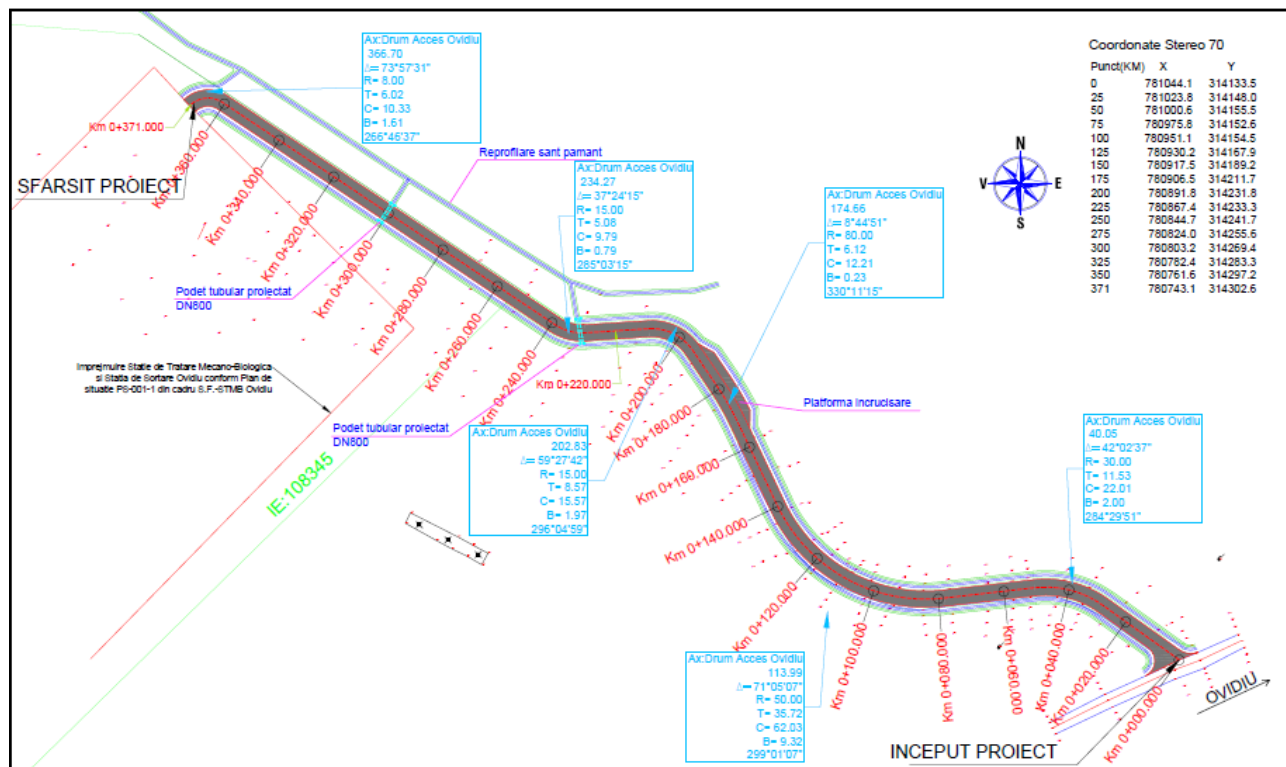 Ax:Drum Acces Ovidiu
366.70
Δ= 73°57'31"
R= 8.00
T= 6.02
C= 10.33
B= 1.61
266°46'37"
Coordonate Stereo 70
Punct(KM) X Y
0 781044.1 314133.5
25 781023.8 314148.0
50 781000.6 314155.5
75 780975.8 314152.6
100 780951.1 314154.5
125 780930.2 314167.9
150 780917.5 314189.2
175 780906.5 314211.7
200 780891.8 314231.8
225 780867.4 314233.3
250 780844.7 314241.7
275 780824.0 314255.6
300 780803.2 314269.4
325 780782.4 314283.3
350 780761.6 314297.2
371 780743.1 314302.6
N
V E
S
Km 0+371.000
SFARSIT PROIECT
Reprofilare sant pamant
Ax:Drum Acces Ovidiu
234.27
Δ= 37°24'15"
R= 15.00
T= 5.08
C= 9.79
B= 0.79
285°03'15"
Ax:Drum Acces Ovidiu
174.66
Δ= 8°44'51"
R= 80.00
T= 6.12
C= 12.21
B= 0.23
330°11'15"
Km 0+360.000
Km 0+340.000
Km 0+320.000
Km 0+300.000
Km 0+280.000
Km 0+260.000
Km 0+240.000
Km 0+220.000
Km 0+200.000
Km 0+180.000
Km 0+160.000
Km 0+140.000
Km 0+120.000
Km 0+100.000
Km 0+080.000
Km 0+060.000
Km 0+040.000
Km 0+020.000
Km 0+000.000
Podet tubular proiectat
DN800
Imprejmuire Statie de Tratare Mecano-Biologica
si Statia de Sortare Ovidiu conform Plan de
situatie PS-001-1 din cadru S.F.-STMB Ovidiu
Podet tubular proiectat
DN800
Platforma incrucisare
IE:108345
Ax:Drum Acces Ovidiu
202.83
Δ= 59°27'42"
R= 15.00
T= 8.57
C= 15.57
B= 1.97
296°04'59"
Ax:Drum Acces Ovidiu
40.05
Δ= 42°02'37"
R= 30.00
T= 11.53
C= 22.01
B= 2.00
284°29'51"
Ax:Drum Acces Ovidiu
113.99
Δ= 71°05'07"
R= 50.00
T= 35.72
C= 62.03
B= 9.32
299°01'07"
INCEPUT PROIECT
OVIDIU